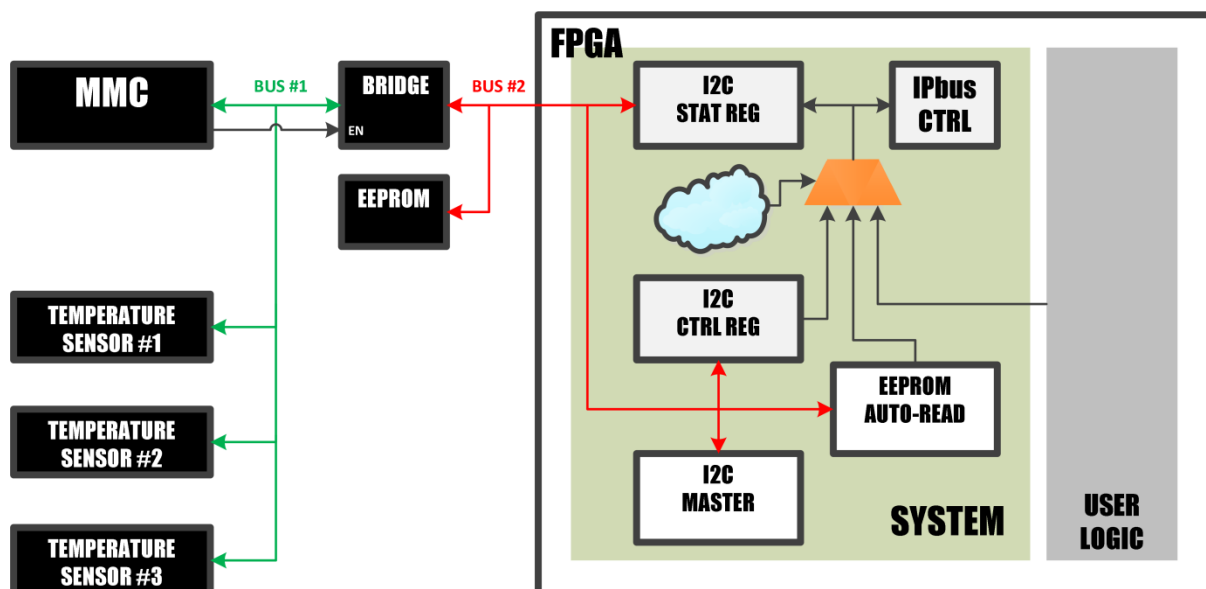 FPGA
MMC
BUS #1
BRIDGE
EN
BUS #2
I2C
STAT REG
IPbus
CTRL
EEPROM
I2C
CTRL REG
TEMPERATURE
SENSOR #1
EEPROM
AUTO-READ
TEMPERATURE
SENSOR #2
I2C
MASTER
SYSTEM
USER
LOGIC
TEMPERATURE
SENSOR #3